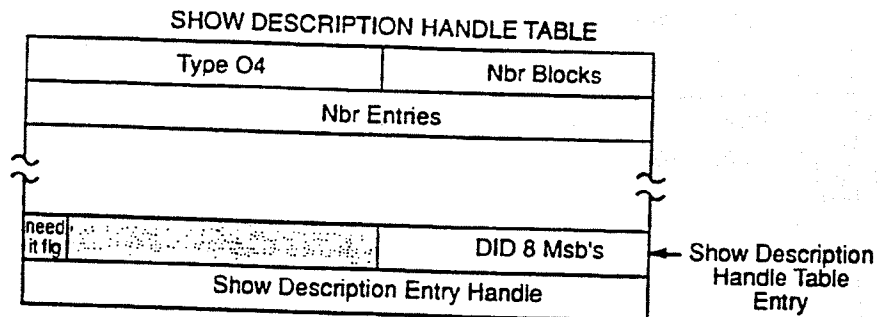 SHOW DESCRIPTION HANDLE TABLE
Type 04
Nbr Blocks
Nbr Entries
need
it flg
DID 8 Msb's
Show Description
Handle Table
Entry
Show Description Entry Handle